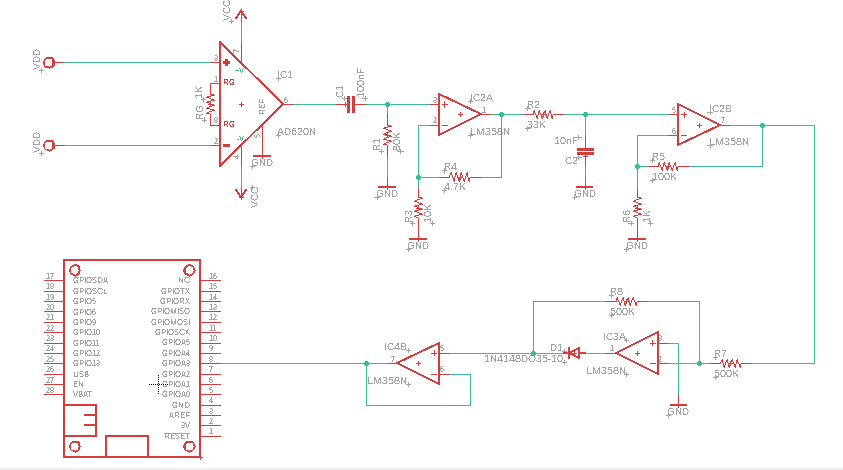 VCC
VDD
3
7
-V
IC1
1
RG
RG
1K
REF
6
C1
100nF
RG
8
5
AD620N
VDD
2
4
GND
VCC
R1
80K
GND
3
IC2A
1
2
LM358N
R4
4.7K
R3
10K
GND
R2
33K
10nF
C2
GND
5
IC2B
7
6
LM358N
R5
100K
R6
1K
GND
17 GPIOSDA NC 16
18 GPIOSCL GPIOTX 15
19 GPIO5 GPIORX 14
20 GPIO6 GPIOMISO 13
21 GPIO9 GPIOMOSI 12
22 GPIO10 GPIOSCK 11
23 GPIO11 GPIOA5 10
24 GPIO12 GPIOA4 9
25 GPIO13 GPIOA3 8
26 USB GPIOA2 7
27 EN GPIOA1 6
28 VBAT GPIOA0 5
GND 4
AREF 3
3V 2
RESET 1
R8
500K
IC4B
7
5
6
LM358N
D1
1N4148DO35-10
IC3A
1
3
2
LM358N
R7
500K
GND